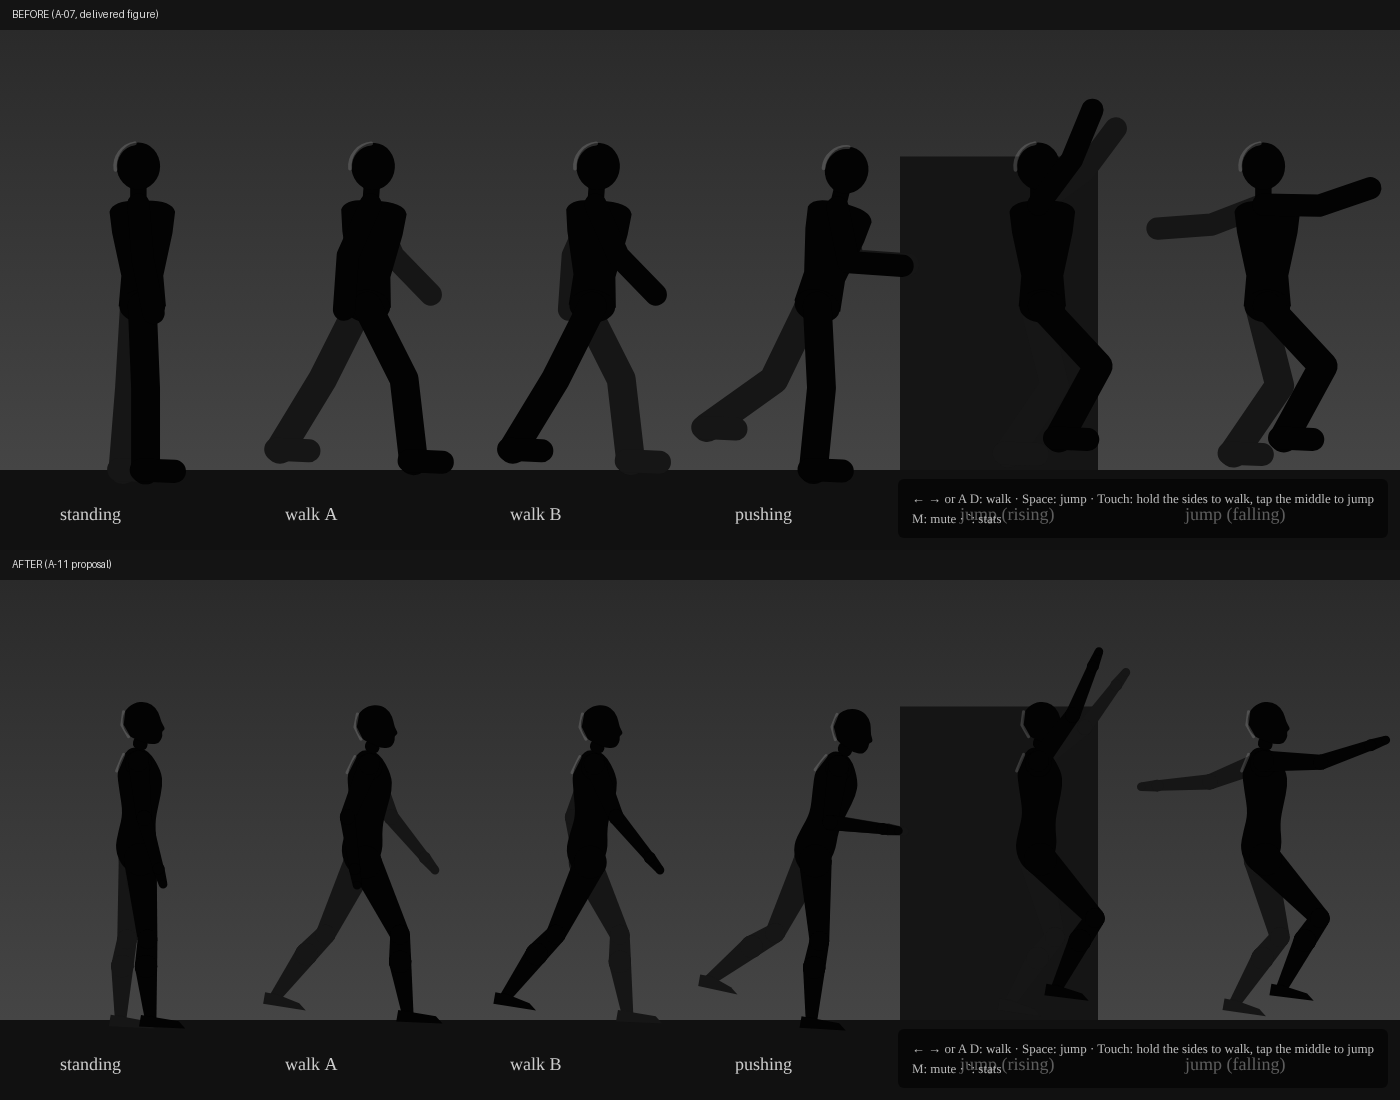 BEFORE (A-07, delivered figure)
standing
walk A
walk B
pushing
jump (rising)
jump (falling)
← → or A D: walk · Space: jump · Touch: hold the sides to walk, tap the middle to jump
M: mute · `: stats
AFTER (A-11 proposal)
standing
walk A
walk B
pushing
jump (rising)
jump (falling)
← → or A D: walk · Space: jump · Touch: hold the sides to walk, tap the middle to jump
M: mute · `: stats